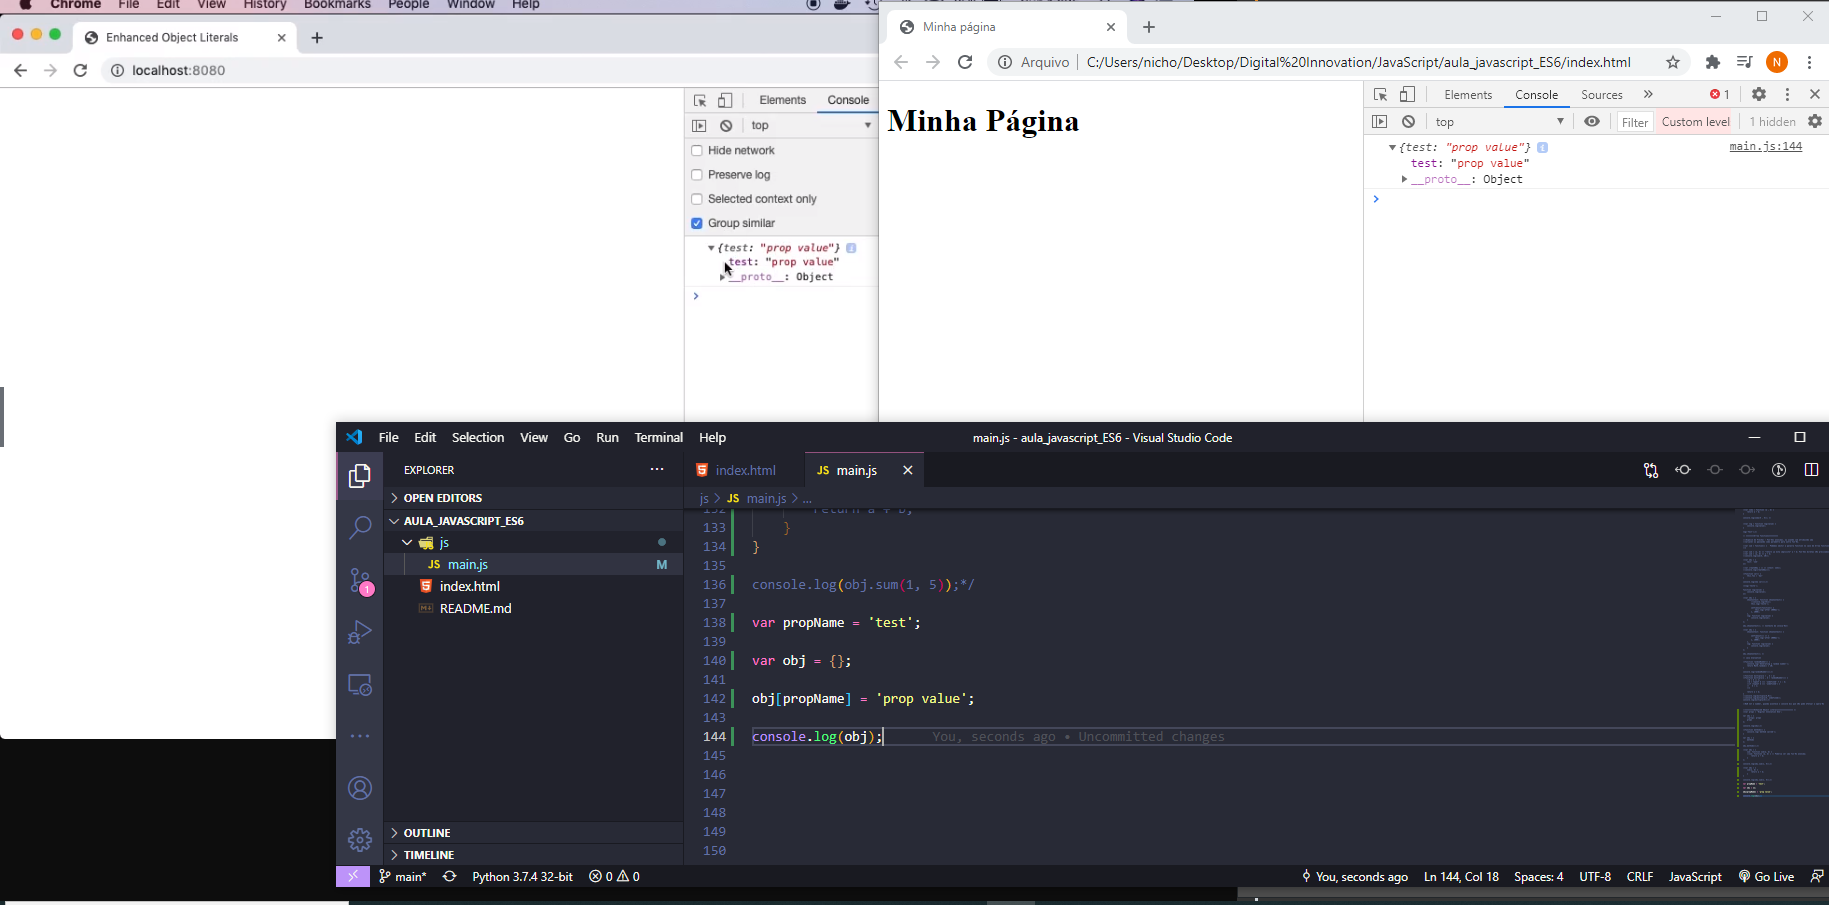 Chrome File Edit View History Bookmarks People Window Help
Enhanced Object Literals
localhost:8080
Elements Console
top
Hide network
Preserve log
Selected context only
Group similar
{test: "prop value"} i
test: "prop value"
__proto__: Object
Minha página
Arquivo C:/Users/nicho/Desktop/Digital%20Innovation/JavaScript/aula_javascript_ES6/index.html N
Minha Página
Elements Console Sources 1
top Filter Custom level 1 hidden
{test: "prop value"} i main.js:144
test: "prop value"
__proto__: Object
File Edit Selection View Go Run Terminal Help main.js - aula_javascript_ES6 - Visual Studio Code
EXPLORER
OPEN EDITORS
AULA_JAVASCRIPT_ES6
js
JS main.js M
index.html
README.md
1
OUTLINE
TIMELINE
index.html JS main.js
js > JS main.js > ...
132 return a + b;
133 }
134 }
135
136 console.log(obj.sum(1, 5));*/
137
138 var propName = 'test';
139
140 var obj = {};
141
142 obj[propName] = 'prop value';
143
144 console.log(obj); You, seconds ago • Uncommitted changes
145
146
147
148
149
150
main* Python 3.7.4 32-bit 0 0 You, seconds ago Ln 144, Col 18 Spaces: 4 UTF-8 CRLF JavaScript Go Live